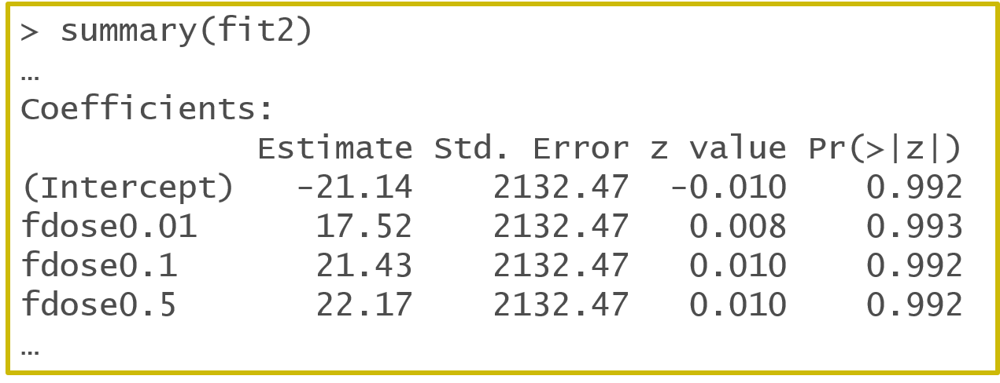 > summary(fit2)
…
Coefficients:
Estimate Std. Error z value Pr(>|z|)
(Intercept) -21.14 2132.47 -0.010 0.992
fdose0.01 17.52 2132.47 0.008 0.993
fdose0.1 21.43 2132.47 0.010 0.992
fdose0.5 22.17 2132.47 0.010 0.992
…